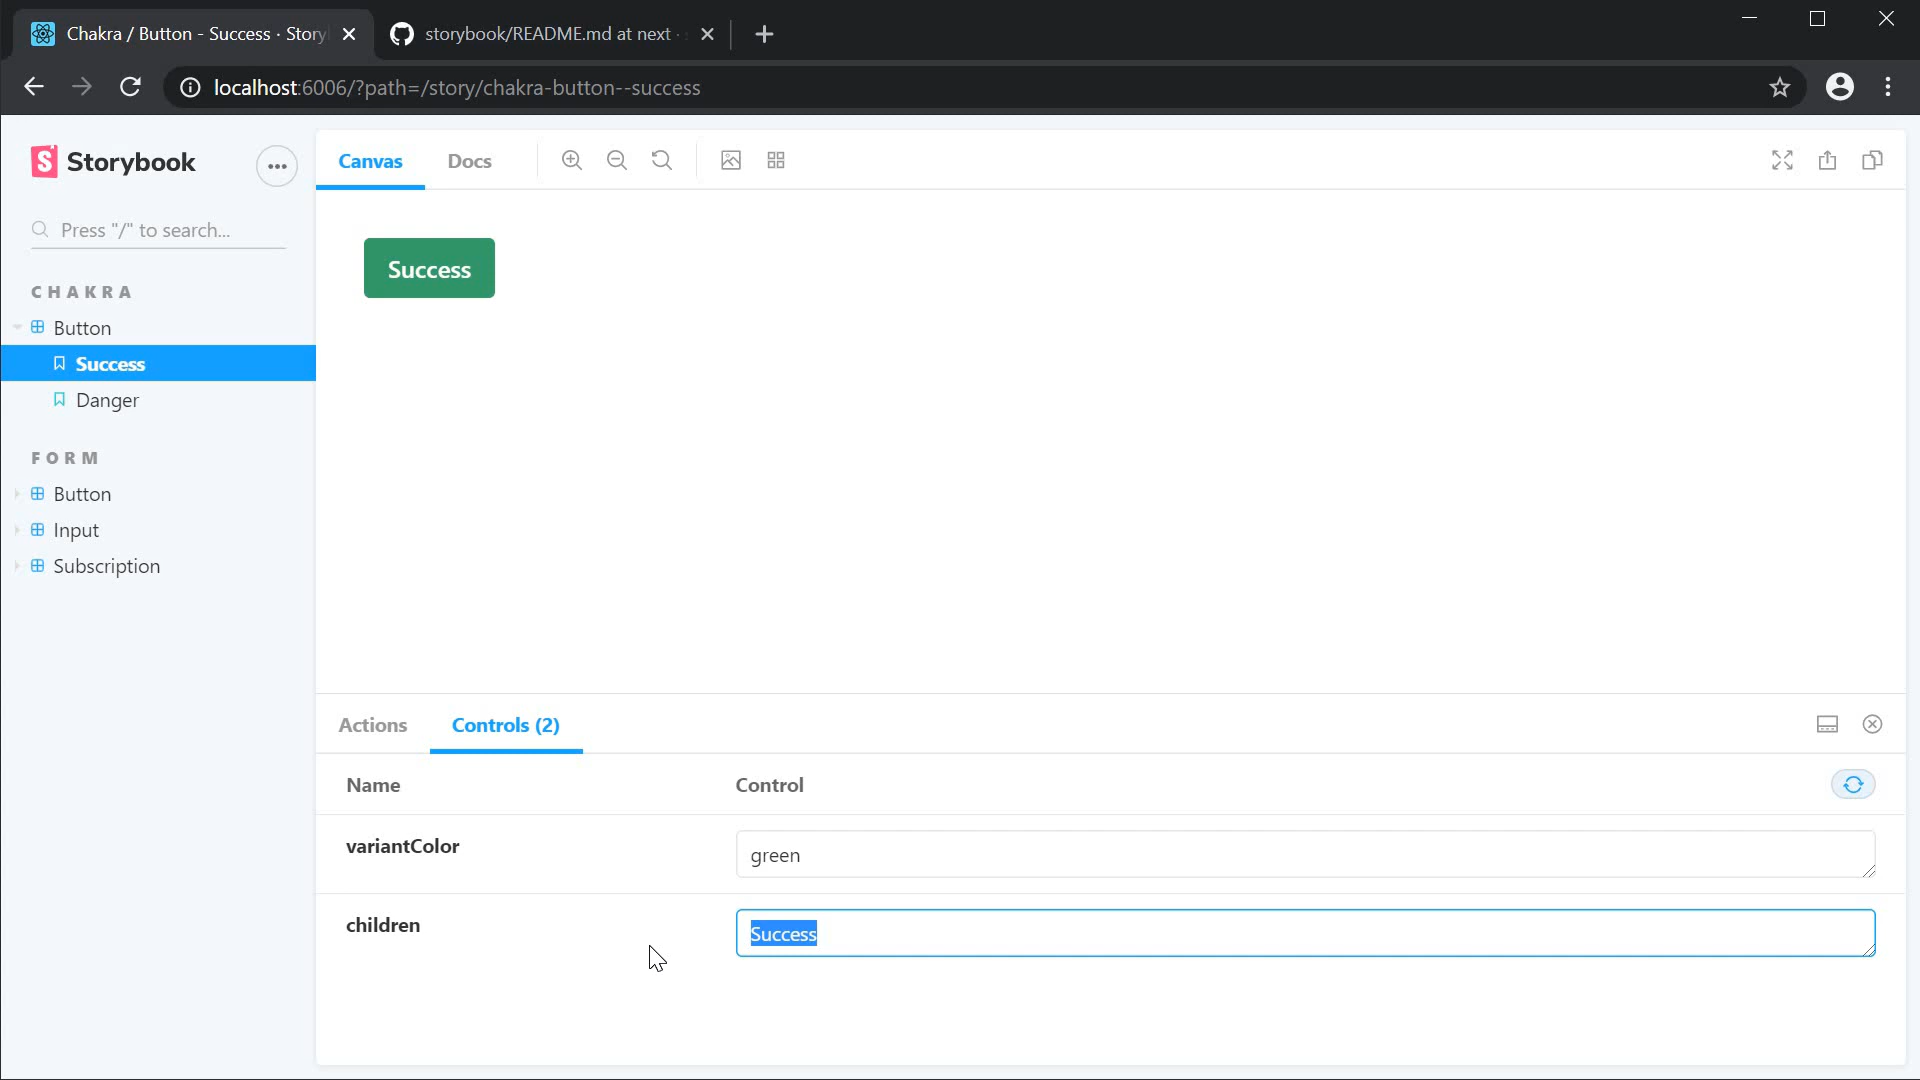 Chakra / Button - Success · Story
storybook/README.md at next ·
localhost:6006/?path=/story/chakra-button--success
Storybook
Press "/" to search...
CHAKRA
Button
Success
Danger
FORM
Button
Input
Subscription
Canvas
Docs
Success
Actions
Controls (2)
Name
Control
variantColor
green
children
Success